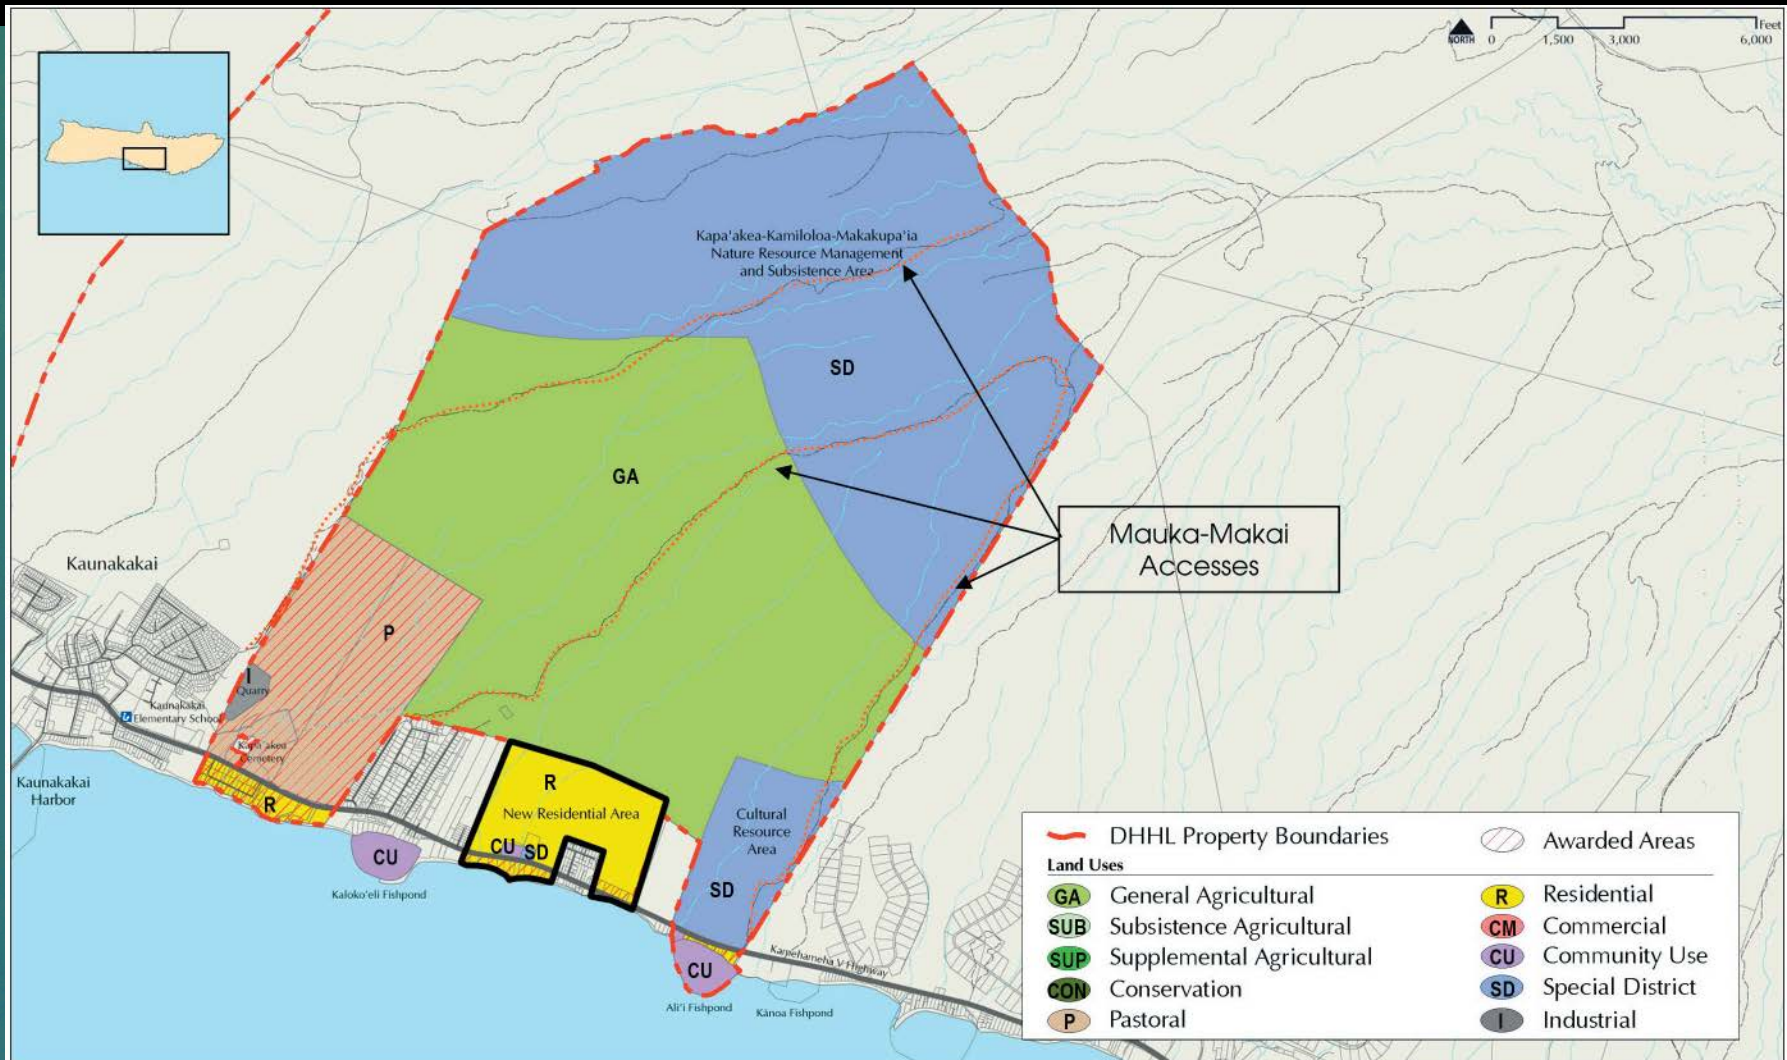 NORTH
0 1,500 3,000 6,000
Feet
Kapa'akea-Kamiloloa-Makakupa'ia
Nature Resource Management
and Subsistence Area
SD
GA
Mauka-Makai
Accesses
Kaunakakai
P
I
Quarry
Kaunakakai
Elementary School
Kapa'akea
Cemetery
Kaunakakai
Harbor
R
R
New Residential Area
CU SD
Cultural
Resource
Area
SD
CU
Kaloko'eli Fishpond
CU
Kamehameha V Highway
Ali'i Fishpond
Kānoa Fishpond
DHHL Property Boundaries
Awarded Areas
Land Uses
GA General Agricultural
SUB Subsistence Agricultural
SUP Supplemental Agricultural
CON Conservation
P Pastoral
R Residential
CM Commercial
CU Community Use
SD Special District
I Industrial